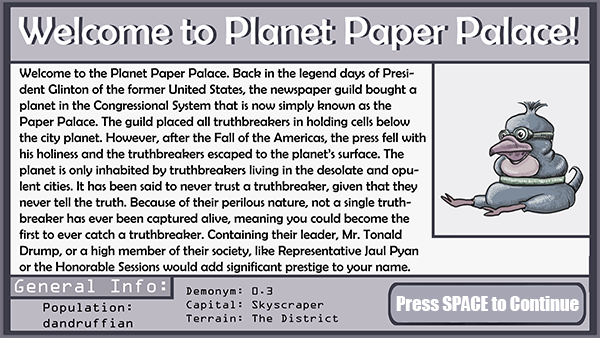 Welcome to Planet Paper Palace!
Welcome to the Planet Paper Palace. Back in the legend days of Presi-
dent Glinton of the former United States, the newspaper guild bought a
planet in the Congressional System that is now simply known as the
Paper Palace. The guild placed all truthbreakers in holding cells below
the city planet. However, after the Fall of the Americas, the press fell with
his holiness and the truthbreakers escaped to the planet's surface. The
planet is only inhabited by truthbreakers living in the desolate and opu-
lent cities. It has been said to never trust a truthbreaker, given that they
never tell the truth. Because of their perilous nature, not a single truth-
breaker has ever been captured alive, meaning you could become the
first to ever catch a truthbreaker. Containing their leader, Mr. Tonald
Drump, or a high member of their society, like Representative Jaul Pyan
or the Honorable Sessions would add significant prestige to your name.
General Info:
Population:
dandruffian
Demonym: 0.3
Capital: Skyscraper
Terrain: The District
Press SPACE to Continue